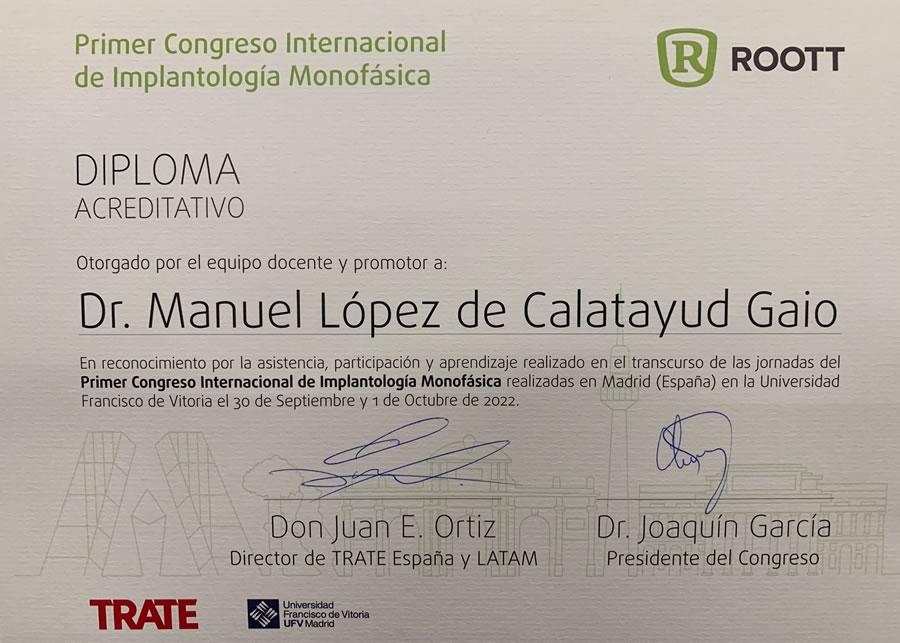 Primer Congreso Internacional
de Implantología Monofásica
R ROOTT
DIPLOMA
ACREDITATIVO
Otorgado por el equipo docente y promotor a:
Dr. Manuel López de Calatayud Gaio
En reconocimiento por la asistencia, participación y aprendizaje realizado en el transcurso de las jornadas del
Primer Congreso Internacional de Implantología Monofásica realizadas en Madrid (España) en la Universidad
Francisco de Vitoria el 30 de Septiembre y 1 de Octubre de 2022.
Don Juan E. Ortiz
Director de TRATE España y LATAM
Dr. Joaquín García
Presidente del Congreso
TRATE
Universidad
Francisco de Vitoria
UFV Madrid